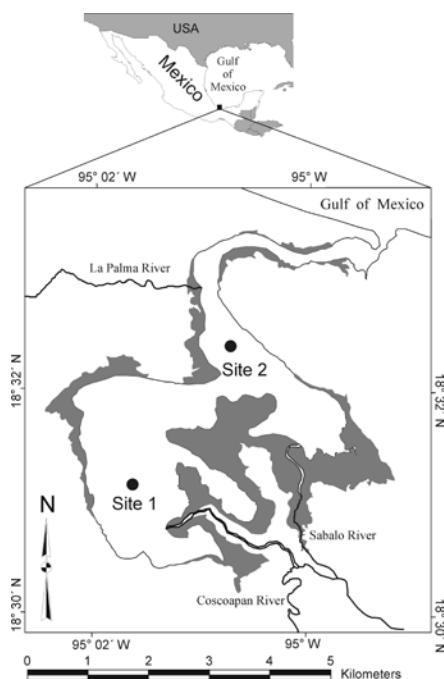 USA
Mexico
Gulf
of
Mexico
95° 02´ W
95° W
Gulf of Mexico
La Palma River
Site 2
18° 32´ N
18° 32´ N
Site 1
N
Sabalo River
Coscoapan River
18° 30´ N
18° 30´ N
95° 02´ W
95° W
0 1 2 3 4 5
Kilometers